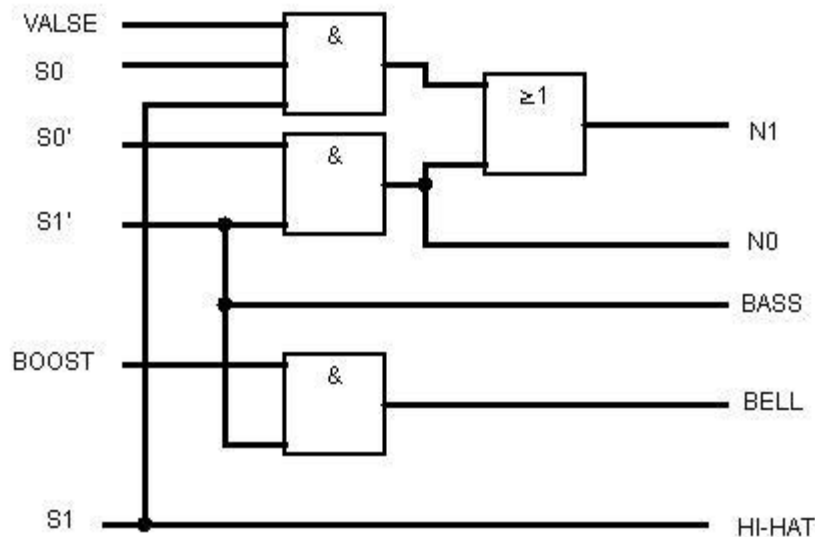 VALSE
&
S0
≥1
N1
S0'
&
S1'
N0
BASS
BOOST
&
BELL
S1
HI-HAT